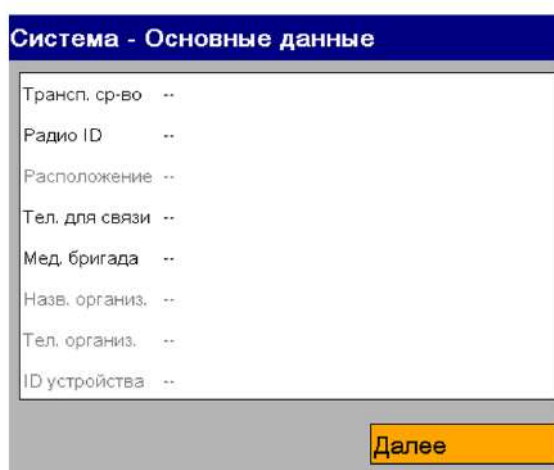 Система - Основные данные
Трансп. ср-во --
Радио ID --
Расположение --
Тел. для связи --
Мед. бригада --
Назв. организ. --
Тел. организ. --
ID устройства --
Далее